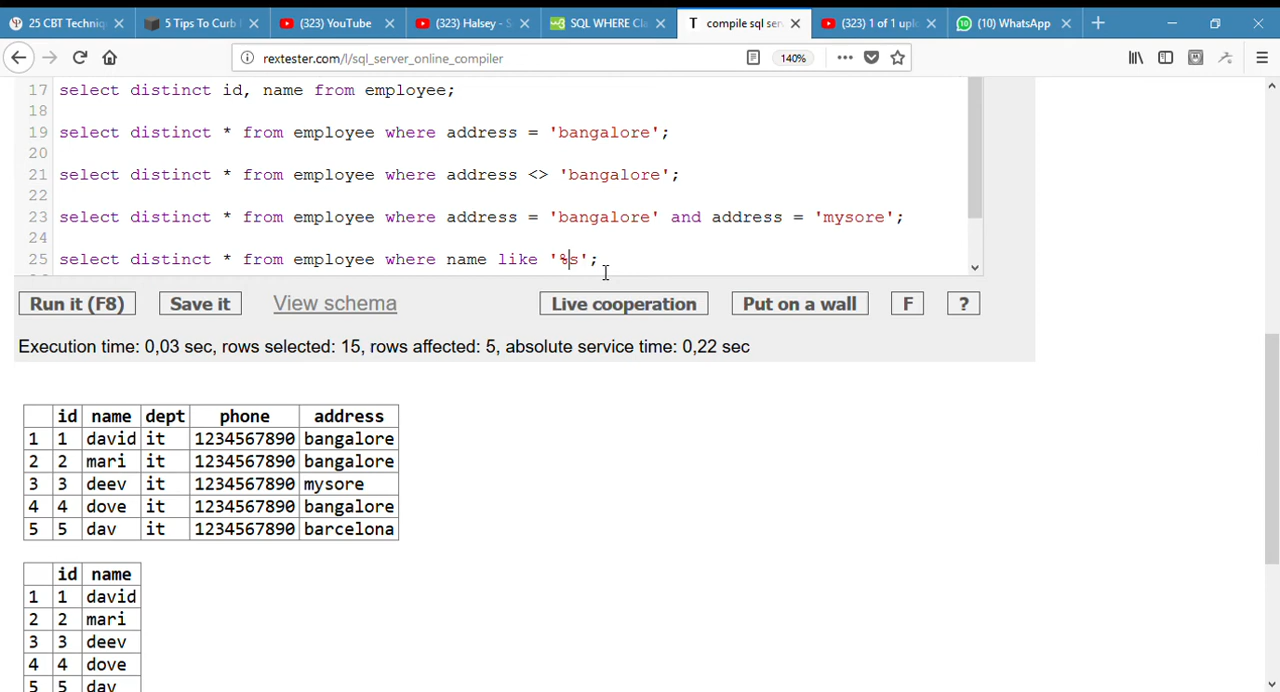 25 CBT Techniq
5 Tips To Curb
(323) YouTube
(323) Halsey - S
SQL WHERE Cla
T compile sql ser
(323) 1 of 1 uplo
(10) WhatsApp
rextester.com/l/sql_server_online_compiler
140%
17 select distinct id, name from employee;
18
19 select distinct * from employee where address = 'bangalore';
20
21 select distinct * from employee where address <> 'bangalore';
22
23 select distinct * from employee where address = 'bangalore' and address = 'mysore';
24
25 select distinct * from employee where name like '%s';
Run it (F8) Save it View schema Live cooperation Put on a wall F ?
Execution time: 0,03 sec, rows selected: 15, rows affected: 5, absolute service time: 0,22 sec
id name dept phone address
1 1 david it 1234567890 bangalore
2 2 mari it 1234567890 bangalore
3 3 deev it 1234567890 mysore
4 4 dove it 1234567890 bangalore
5 5 dav it 1234567890 barcelona
id name
1 1 david
2 2 mari
3 3 deev
4 4 dove
5 5 dav